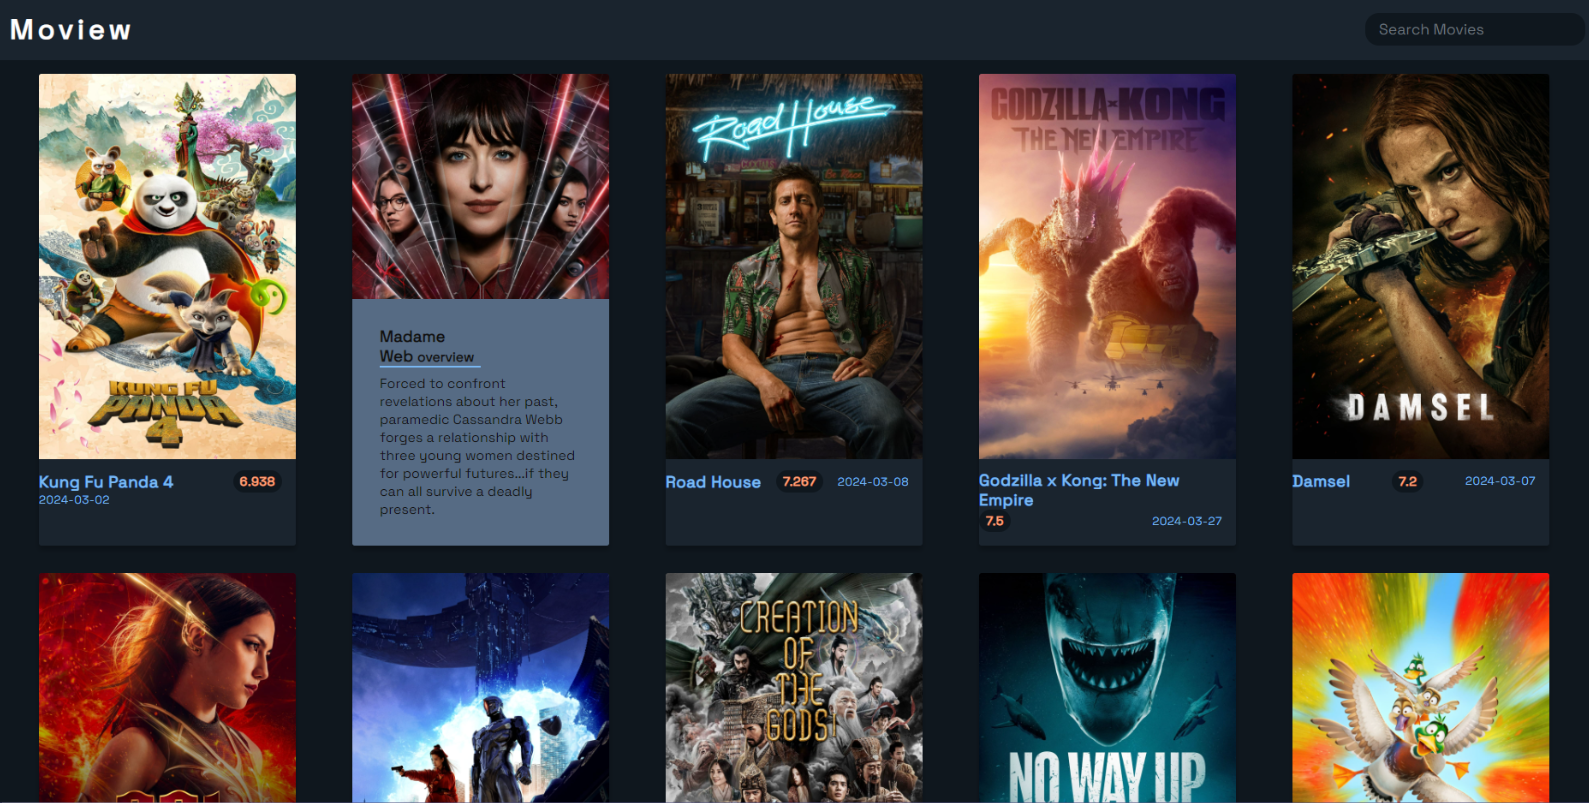 Moview
Search Movies
KUNG FU
PANDA
4
Kung Fu Panda 4
6.938
2024-03-02
Madame
Web overview
Forced to confront
revelations about her past,
paramedic Cassandra Webb
forges a relationship with
three young women destined
for powerful futures...if they
can all survive a deadly
present.
Road House
Road House
7.267
2024-03-08
GODZILLA x KONG
THE NEW EMPIRE
Godzilla x Kong: The New
Empire
7.5
2024-03-27
DAMSEL
Damsel
7.2
2024-03-07
CREATION
OF
THE
GODS I
NO WAY UP